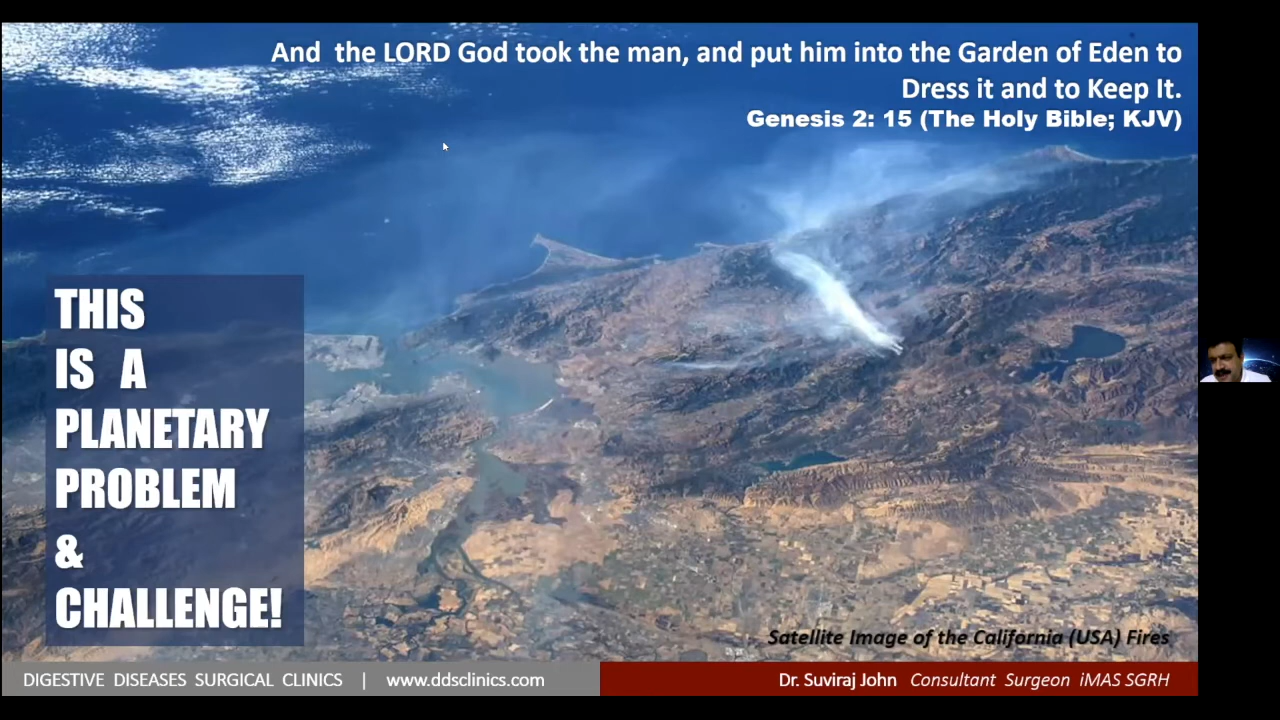 And the LORD God took the man, and put him into the Garden of Eden to
Dress it and to Keep It.
Genesis 2: 15 (The Holy Bible; KJV)
THIS
IS A
PLANETARY
PROBLEM
&
CHALLENGE!
Satellite Image of the California (USA) Fires
DIGESTIVE DISEASES SURGICAL CLINICS | www.ddsclinics.com
Dr. Suviraj John Consultant Surgeon iMAS SGRH